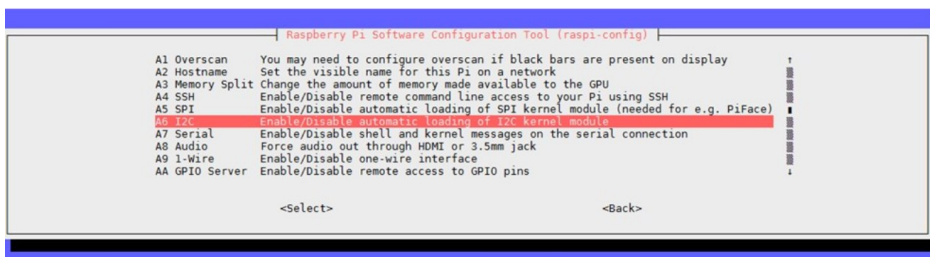 Raspberry Pi Software Configuration Tool (raspi-config)
A1 Overscan You may need to configure overscan if black bars are present on display
A2 Hostname Set the visible name for this Pi on a network
A3 Memory Split Change the amount of memory made available to the GPU
A4 SSH Enable/Disable remote command line access to your Pi using SSH
A5 SPI Enable/Disable automatic loading of SPI kernel module (needed for e.g. PiFace)
A6 I2C Enable/Disable automatic loading of I2C kernel module
A7 Serial Enable/Disable shell and kernel messages on the serial connection
A8 Audio Force audio out through HDMI or 3.5mm jack
A9 1-Wire Enable/Disable one-wire interface
AA GPIO Server Enable/Disable remote access to GPIO pins
<Select> <Back>